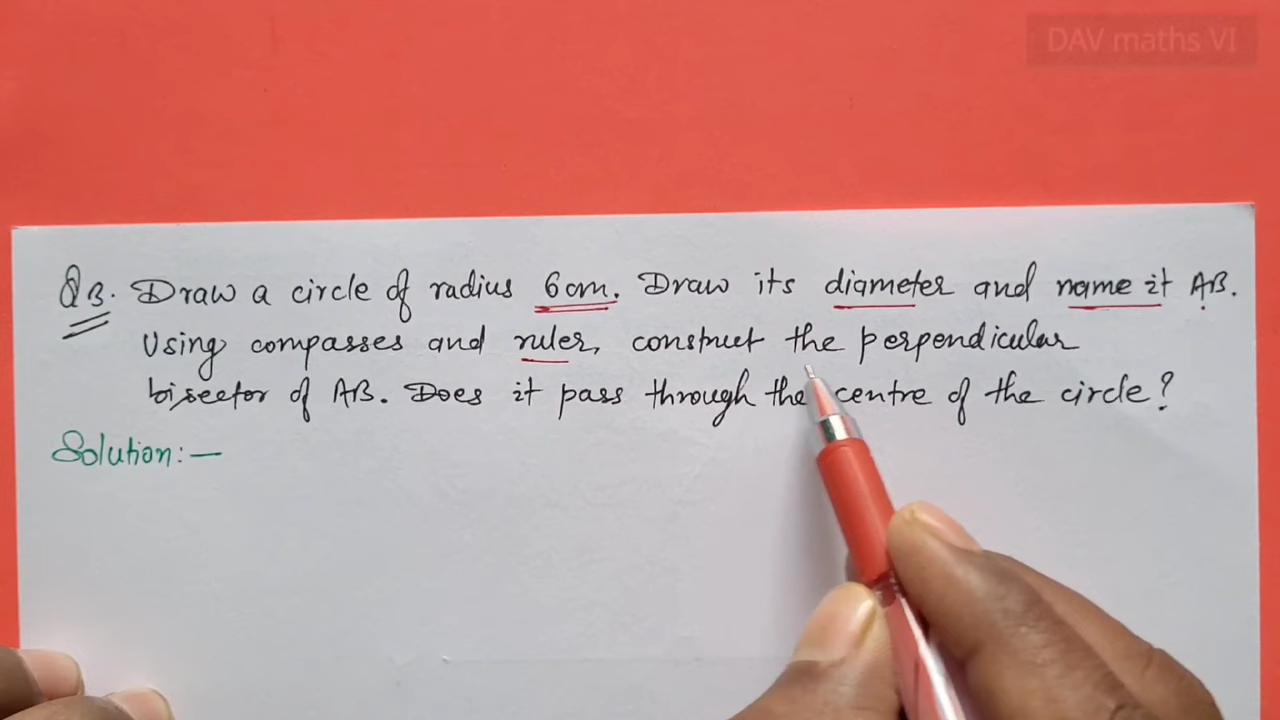 DAV maths VI
Q3. Draw a circle of radius 6cm. Draw its diameter and name it AB.
Using compasses and ruler, construct the perpendicular
bisector of AB. Does it pass through the centre of the circle?
Solution:-